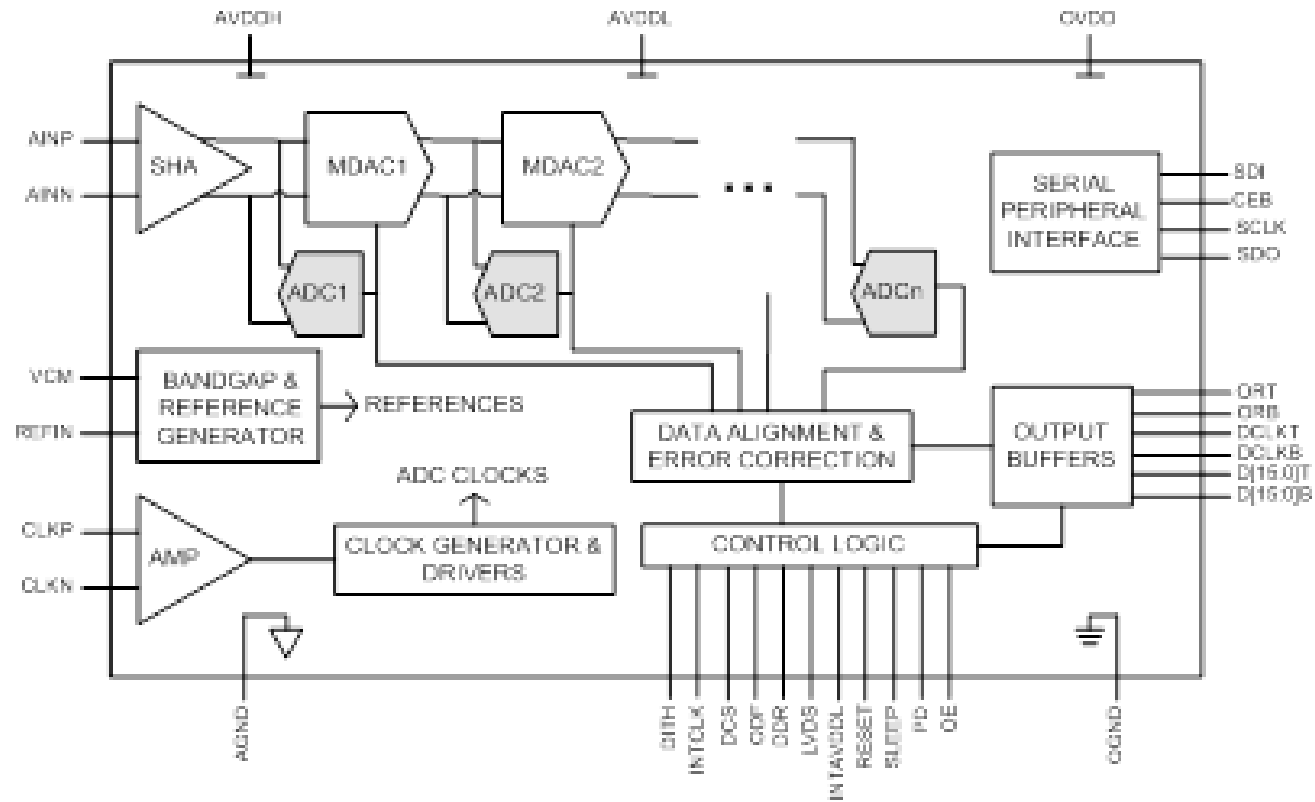 AVDDH
AVDDL
OVDD
AINP
AINN
SHA
MDAC1
MDAC2
...
SERIAL
PERIPHERAL
INTERFACE
SDI
CEB
SCLK
SDO
ADC1
ADC2
ADCn
VCM
REFIN
BANDGAP &
REFERENCE
GENERATOR
REFERENCES
DATA ALIGNMENT &
ERROR CORRECTION
OUTPUT
BUFFERS
ORT
ORB
DCLKT
DCLKB
D[15:0]T
D[15:0]B
ADC CLOCKS
CLKP
CLKN
AMP
CLOCK GENERATOR &
DRIVERS
CONTROL LOGIC
AGND
DITH
INTCLK
DCS
DDR
LVDS
INTAVDDL
RESET
SLEEP
PD
OE
OGND